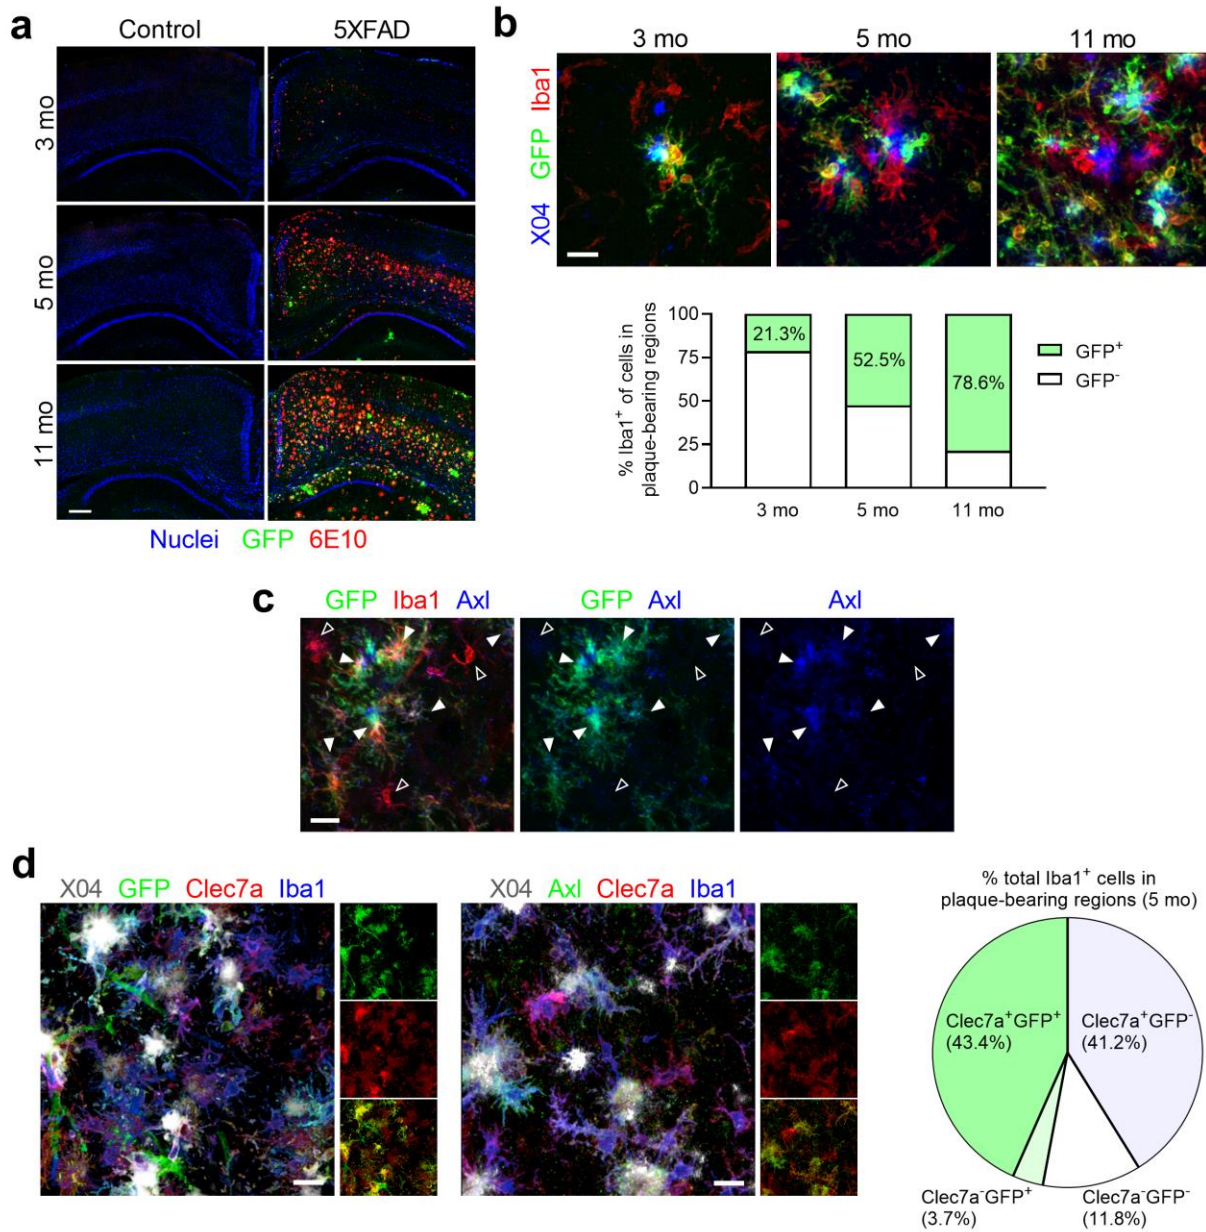 a
Control 5XFAD
3 mo
5 mo
11 mo
Nuclei GFP 6E10
b
3 mo 5 mo 11 mo
X04 GFP Iba1
% Iba1⁺ of cells in
plaque-bearing regions
100
75
50
25
0
21.3%
52.5%
78.6%
3 mo 5 mo 11 mo
GFP⁺
GFP⁻
c
GFP Iba1 Axl
GFP Axl
Axl
d
X04 GFP Clec7a Iba1
X04 Axl Clec7a Iba1
% total Iba1⁺ cells in
plaque-bearing regions (5 mo)
Clec7a⁺GFP⁺
(43.4%)
Clec7a⁺GFP⁻
(41.2%)
Clec7a⁻GFP⁺
(3.7%)
Clec7a⁻GFP⁻
(11.8%)